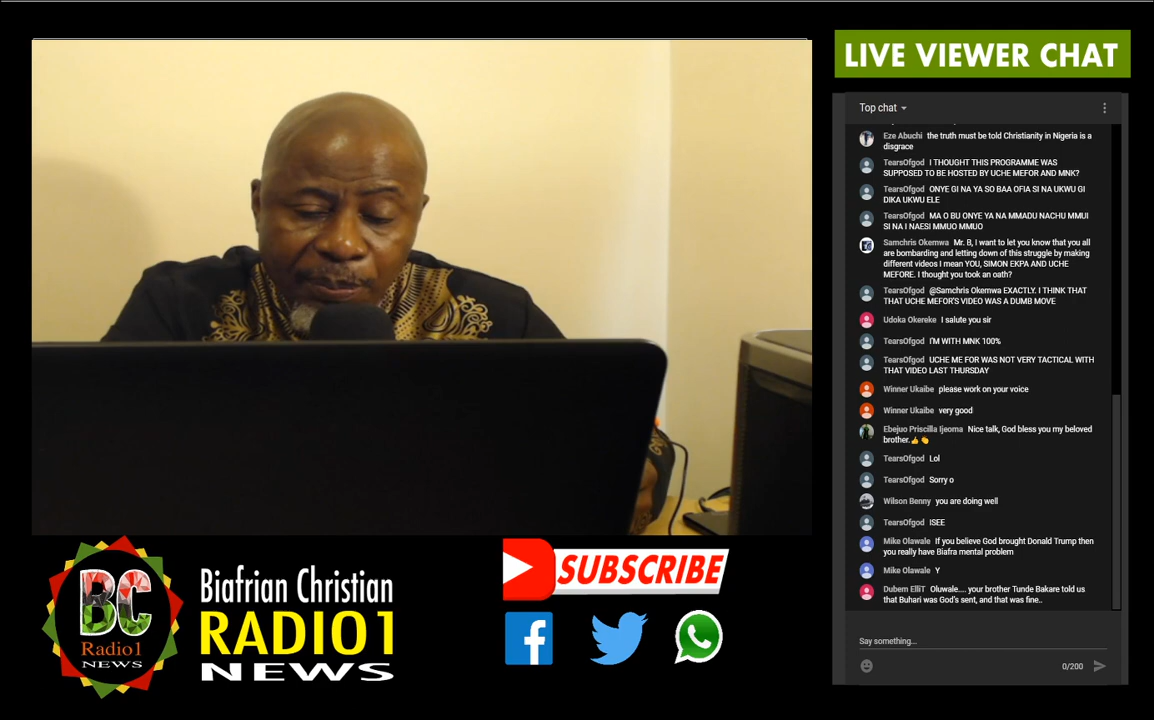 LIVE VIEWER CHAT
Top chat
Eze Abuchi the truth must be told Christianity in Nigeria is a
disgrace
TearsOfgod I THOUGHT THIS PROGRAMME WAS
SUPPOSED TO BE HOSTED BY UCHE MEFOR AND MNK?
TearsOfgod ONYE GI NA YA SO BAA OFIA SI NA UKWU GI
DIKA UKWU ELE
TearsOfgod MA O BU ONYE YA NA MMADU NACHU MMUI
SI NA I NAESI MMUO MMUO
Samchris Okemwa Mr. B, I want to let you know that you all
are bombarding and letting down of this struggle by making
different videos I mean YOU, SIMON EKPA AND UCHE
MEFORE. I thought you took an oath?
TearsOfgod @Samchris Okemwa EXACTLY. I THINK THAT
THAT UCHE MEFOR'S VIDEO WAS A DUMB MOVE
Udoka Okereke I salute you sir
TearsOfgod I'M WITH MNK 100%
TearsOfgod UCHE ME FOR WAS NOT VERY TACTICAL WITH
THAT VIDEO LAST THURSDAY
Winner Ukaibe please work on your voice
Winner Ukaibe very good
Ebejuo Priscilla Ijeoma Nice talk, God bless you my beloved
brother.👍👏
TearsOfgod Lol
TearsOfgod Sorry o
Wilson Benny you are doing well
TearsOfgod ISEE
Mike Olawale If you believe God brought Donald Trump then
you really have Biafra mental problem
Mike Olawale Y
Dubem ElliT Oluwale.... your brother Tunde Bakare told us
that Buhari was God's sent, and that was fine..
Say something...
0/200
BC
Radio1
NEWS
Biafrian Christian
RADIO1
NEWS
SUBSCRIBE